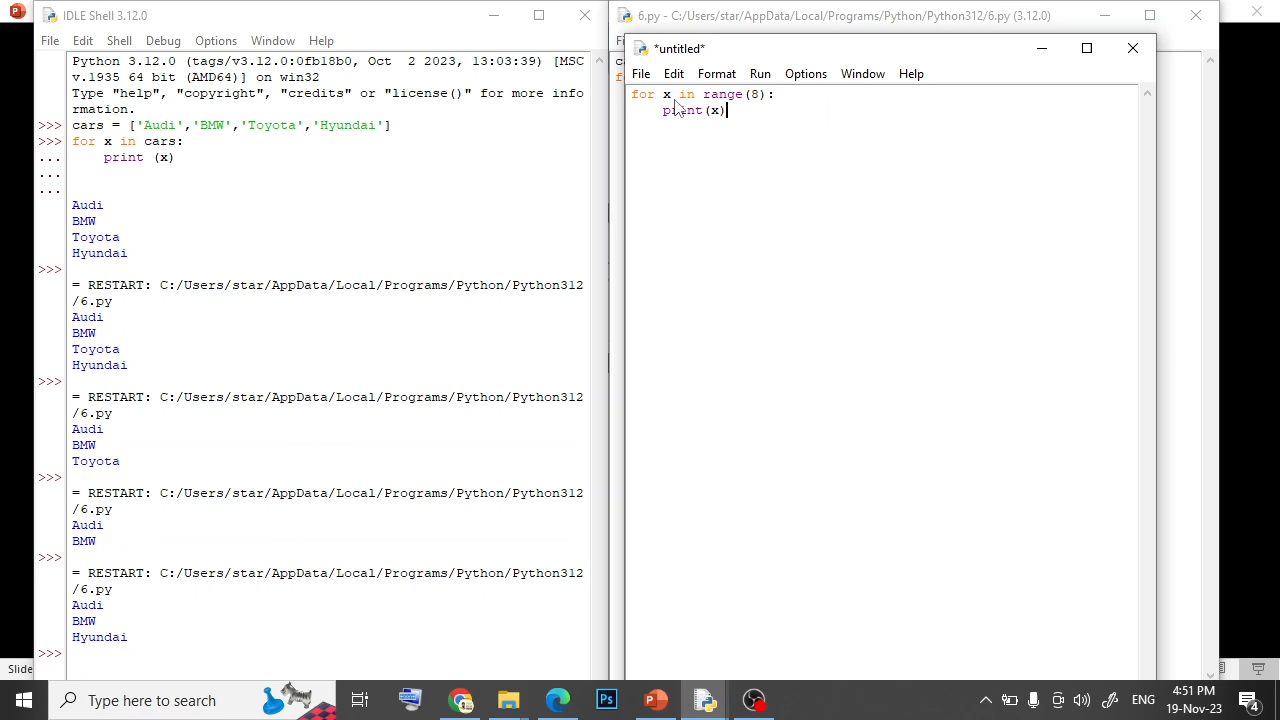 IDLE Shell 3.12.0
File Edit Shell Debug Options Window Help
Python 3.12.0 (tags/v3.12.0:0fb18b0, Oct  2 2023, 13:03:39) [MSC
v.1935 64 bit (AMD64)] on win32
Type "help", "copyright", "credits" or "license()" for more info
rmation.
>>> cars = ['Audi','BMW','Toyota','Hyundai']
>>> for x in cars:
...     print (x)
...
...
Audi
BMW
Toyota
Hyundai
>>>
= RESTART: C:/Users/star/AppData/Local/Programs/Python/Python312
/6.py
Audi
BMW
Toyota
Hyundai
>>>
= RESTART: C:/Users/star/AppData/Local/Programs/Python/Python312
/6.py
Audi
BMW
Toyota
>>>
= RESTART: C:/Users/star/AppData/Local/Programs/Python/Python312
/6.py
Audi
BMW
>>>
= RESTART: C:/Users/star/AppData/Local/Programs/Python/Python312
/6.py
Audi
BMW
Hyundai
>>>
6.py - C:/Users/star/AppData/Local/Programs/Python/Python312/6.py (3.12.0)
*untitled*
File Edit Format Run Options Window Help
for x in range(8):
    print(x)
Slide
Type here to search
Ps
ENG
4:51 PM
19-Nov-23
4